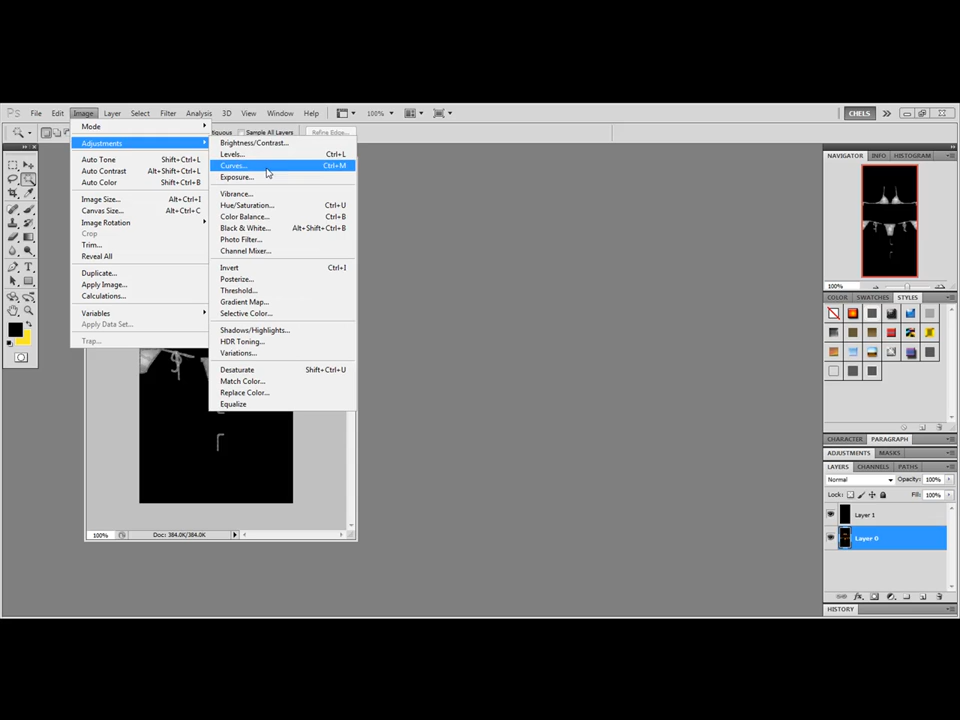 Ps File Edit Image Layer Select Filter Analysis 3D View Window Help 100% CHELS
Mode
Adjustments
Auto Tone Shift+Ctrl+L
Auto Contrast Alt+Shift+Ctrl+L
Auto Color Shift+Ctrl+B
Image Size... Alt+Ctrl+I
Canvas Size... Alt+Ctrl+C
Image Rotation
Crop
Trim...
Reveal All
Duplicate...
Apply Image...
Calculations...
Variables
Apply Data Set...
Trap...
Sample All Layers Refine Edge...
Brightness/Contrast...
Levels... Ctrl+L
Curves... Ctrl+M
Exposure...
Vibrance...
Hue/Saturation... Ctrl+U
Color Balance... Ctrl+B
Black & White... Alt+Shift+Ctrl+B
Photo Filter...
Channel Mixer...
Invert Ctrl+I
Posterize...
Threshold...
Gradient Map...
Selective Color...
Shadows/Highlights...
HDR Toning...
Variations...
Desaturate Shift+Ctrl+U
Match Color...
Replace Color...
Equalize
100% Doc: 384.0K/384.0K
NAVIGATOR INFO HISTOGRAM
100%
COLOR SWATCHES STYLES
CHARACTER PARAGRAPH
ADJUSTMENTS MASKS
LAYERS CHANNELS PATHS
Normal Opacity: 100%
Lock: Fill: 100%
Layer 1
Layer 0
HISTORY